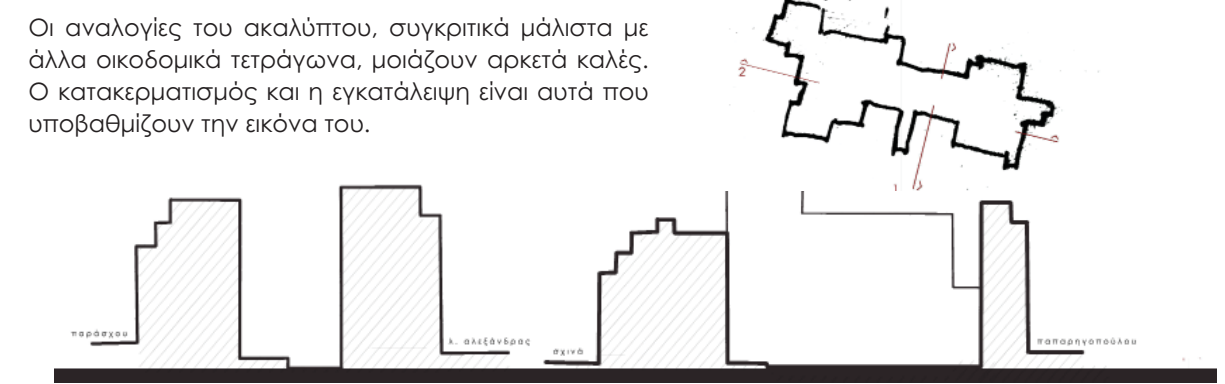 Οι αναλογίες του ακαλύπτου, συγκριτικά μάλιστα με
άλλα οικοδομικά τετράγωνα, μοιάζουν αρκετά καλές.
Ο κατακερματισμός και η εγκατάλειψη είναι αυτά που
υποβαθμίζουν την εικόνα του.
2
παράσχου
λ. αλεξάνδρας
σχινά
παπαρηγοπούλου